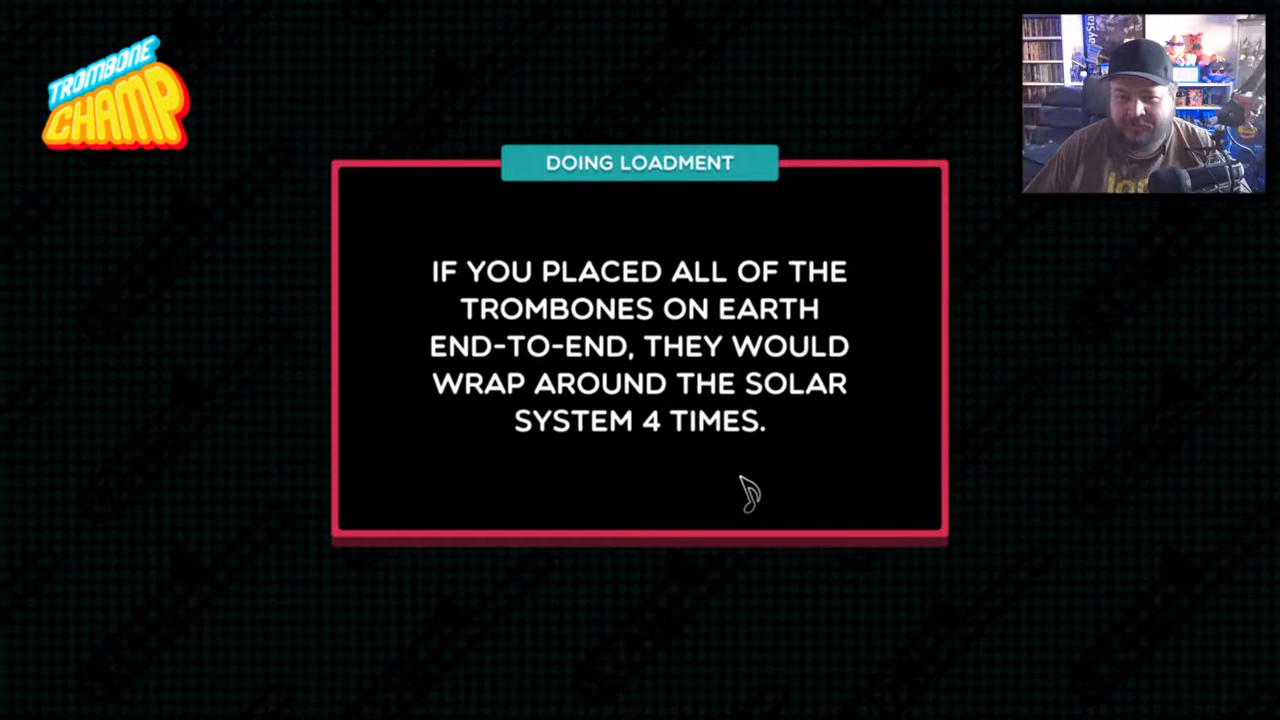 TROMBONE
CHAMP
DOING LOADMENT
IF YOU PLACED ALL OF THE
TROMBONES ON EARTH
END-TO-END, THEY WOULD
WRAP AROUND THE SOLAR
SYSTEM 4 TIMES.